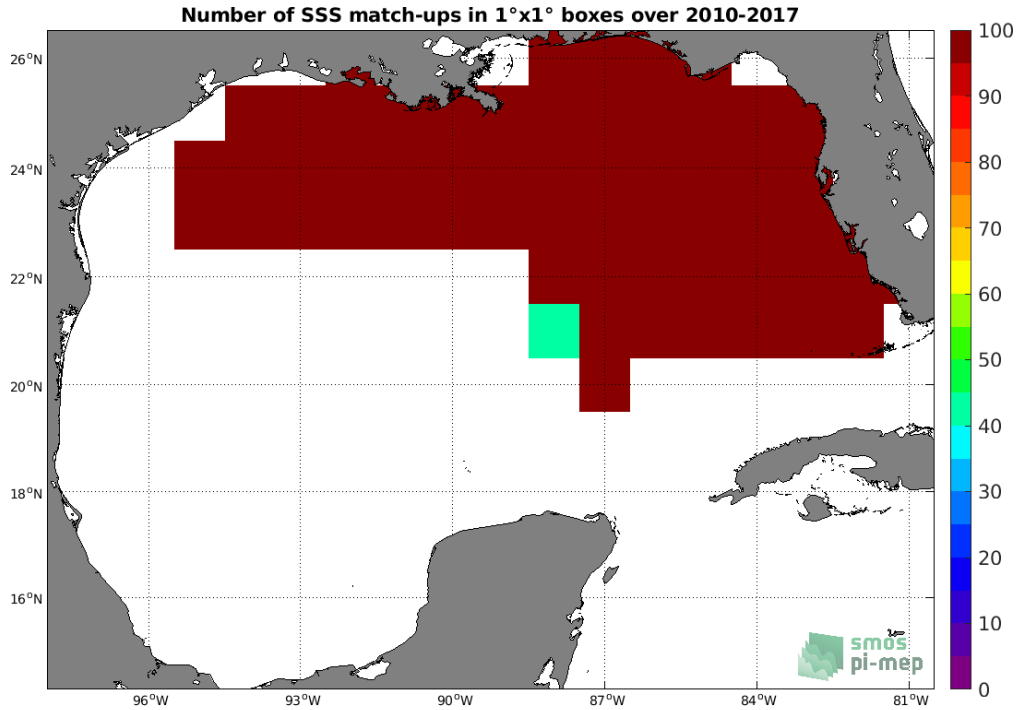 Number of SSS match-ups in 1°x1° boxes over 2010-2017
26°N
24°N
22°N
20°N
18°N
16°N
96°W
93°W
90°W
87°W
84°W
81°W
100
90
80
70
60
50
40
30
20
10
0
smos
pi-mep